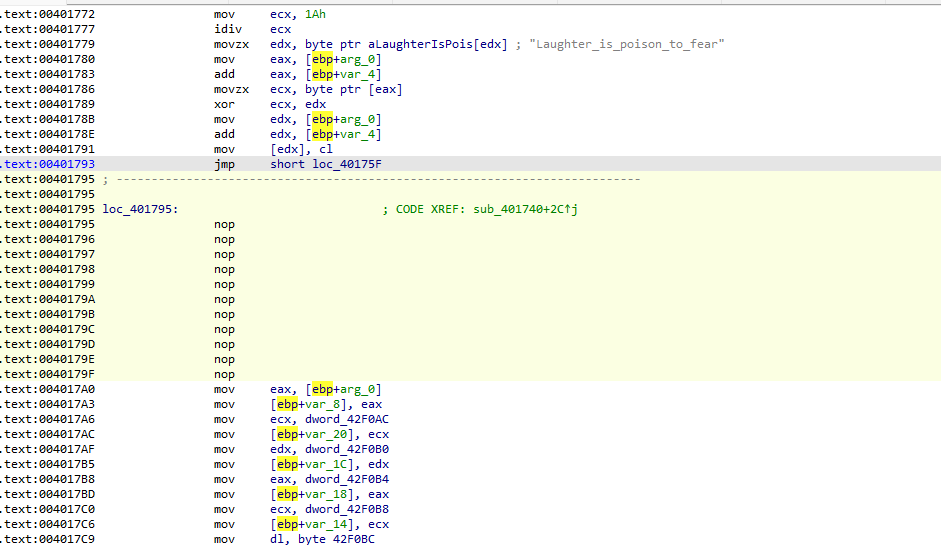 .text:00401772 mov ecx, 1Ah
.text:00401777 idiv ecx
.text:00401779 movzx edx, byte ptr aLaughterIsPois[edx] ; "Laughter_is_poison_to_fear"
.text:00401780 mov eax, [ebp+arg_0]
.text:00401783 add eax, [ebp+var_4]
.text:00401786 movzx ecx, byte ptr [eax]
.text:00401789 xor ecx, edx
.text:0040178B mov edx, [ebp+arg_0]
.text:0040178E add edx, [ebp+var_4]
.text:00401791 mov [edx], cl
.text:00401793 jmp short loc_40175F
.text:00401795 ; ---------------------------------------------------------------------------
.text:00401795
.text:00401795 loc_401795: ; CODE XREF: sub_401740+2C↑j
.text:00401795 nop
.text:00401796 nop
.text:00401797 nop
.text:00401798 nop
.text:00401799 nop
.text:0040179A nop
.text:0040179B nop
.text:0040179C nop
.text:0040179D nop
.text:0040179E nop
.text:0040179F nop
.text:004017A0 mov eax, [ebp+arg_0]
.text:004017A3 mov [ebp+var_8], eax
.text:004017A6 mov ecx, dword_42F0AC
.text:004017AC mov [ebp+var_20], ecx
.text:004017AF mov edx, dword_42F0B0
.text:004017B5 mov [ebp+var_1C], edx
.text:004017B8 mov eax, dword_42F0B4
.text:004017BD mov [ebp+var_18], eax
.text:004017C0 mov ecx, dword_42F0B8
.text:004017C6 mov [ebp+var_14], ecx
.text:004017C9 mov dl, byte_42F0BC